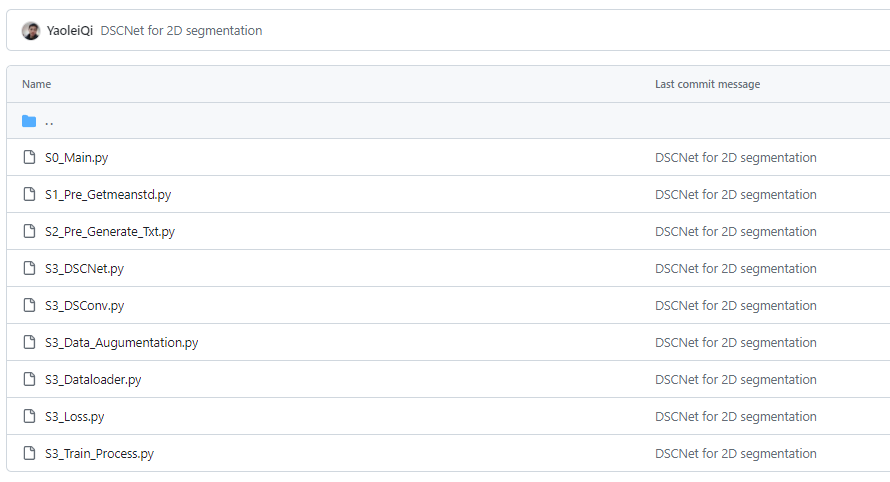 YaoleiQi DSCNet for 2D segmentation
Name Last commit message
..
S0_Main.py DSCNet for 2D segmentation
S1_Pre_Getmeanstd.py DSCNet for 2D segmentation
S2_Pre_Generate_Txt.py DSCNet for 2D segmentation
S3_DSCNet.py DSCNet for 2D segmentation
S3_DSConv.py DSCNet for 2D segmentation
S3_Data_Augumentation.py DSCNet for 2D segmentation
S3_Dataloader.py DSCNet for 2D segmentation
S3_Loss.py DSCNet for 2D segmentation
S3_Train_Process.py DSCNet for 2D segmentation